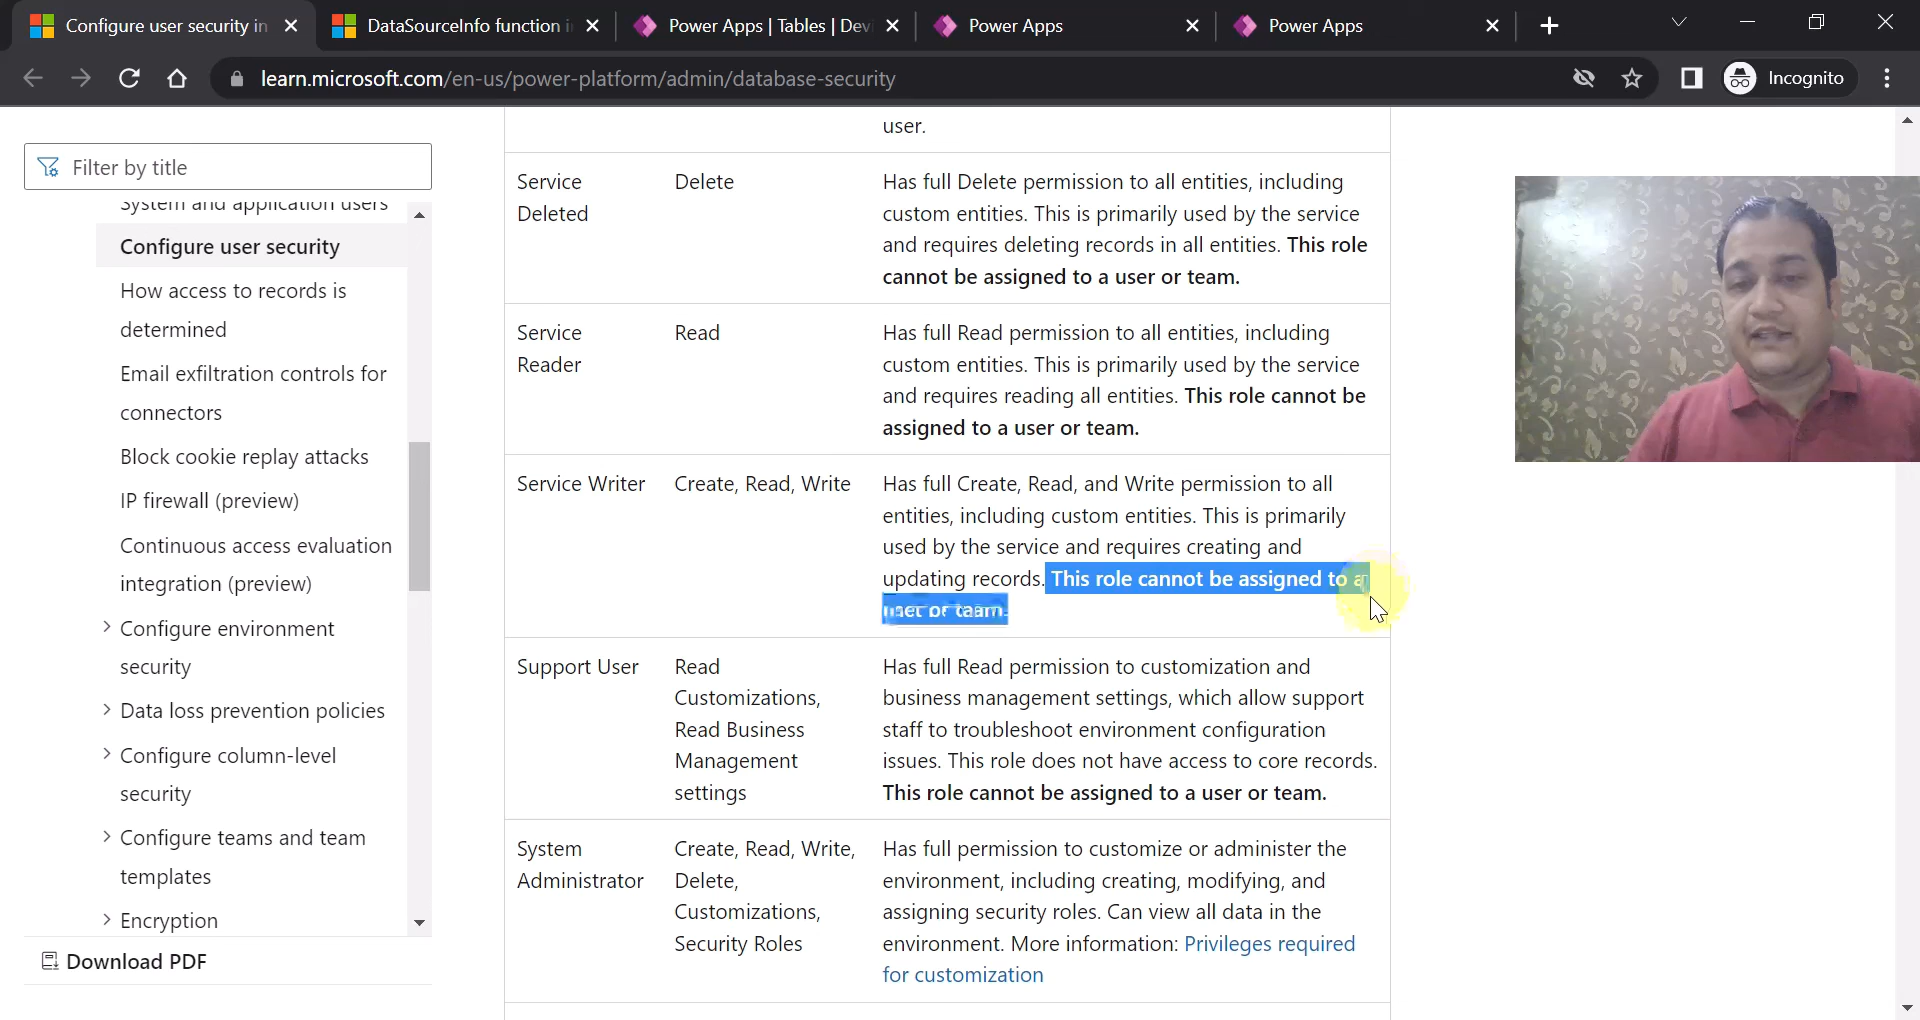 Configure user security in
DataSourceInfo function i
Power Apps | Tables | Dev
Power Apps
Power Apps
learn.microsoft.com/en-us/power-platform/admin/database-security
Incognito
Filter by title
System and application users
Configure user security
How access to records is
determined
Email exfiltration controls for
connectors
Block cookie replay attacks
IP firewall (preview)
Continuous access evaluation
integration (preview)
Configure environment
security
Data loss prevention policies
Configure column-level
security
Configure teams and team
templates
Encryption
Download PDF
user.
Service
Deleted
Delete
Has full Delete permission to all entities, including
custom entities. This is primarily used by the service
and requires deleting records in all entities. This role
cannot be assigned to a user or team.
Service
Reader
Read
Has full Read permission to all entities, including
custom entities. This is primarily used by the service
and requires reading all entities. This role cannot be
assigned to a user or team.
Service Writer
Create, Read, Write
Has full Create, Read, and Write permission to all
entities, including custom entities. This is primarily
used by the service and requires creating and
updating records. This role cannot be assigned to a
user or team.
Support User
Read
Customizations,
Read Business
Management
settings
Has full Read permission to customization and
business management settings, which allow support
staff to troubleshoot environment configuration
issues. This role does not have access to core records.
This role cannot be assigned to a user or team.
System
Administrator
Create, Read, Write,
Delete,
Customizations,
Security Roles
Has full permission to customize or administer the
environment, including creating, modifying, and
assigning security roles. Can view all data in the
environment. More information: Privileges required
for customization